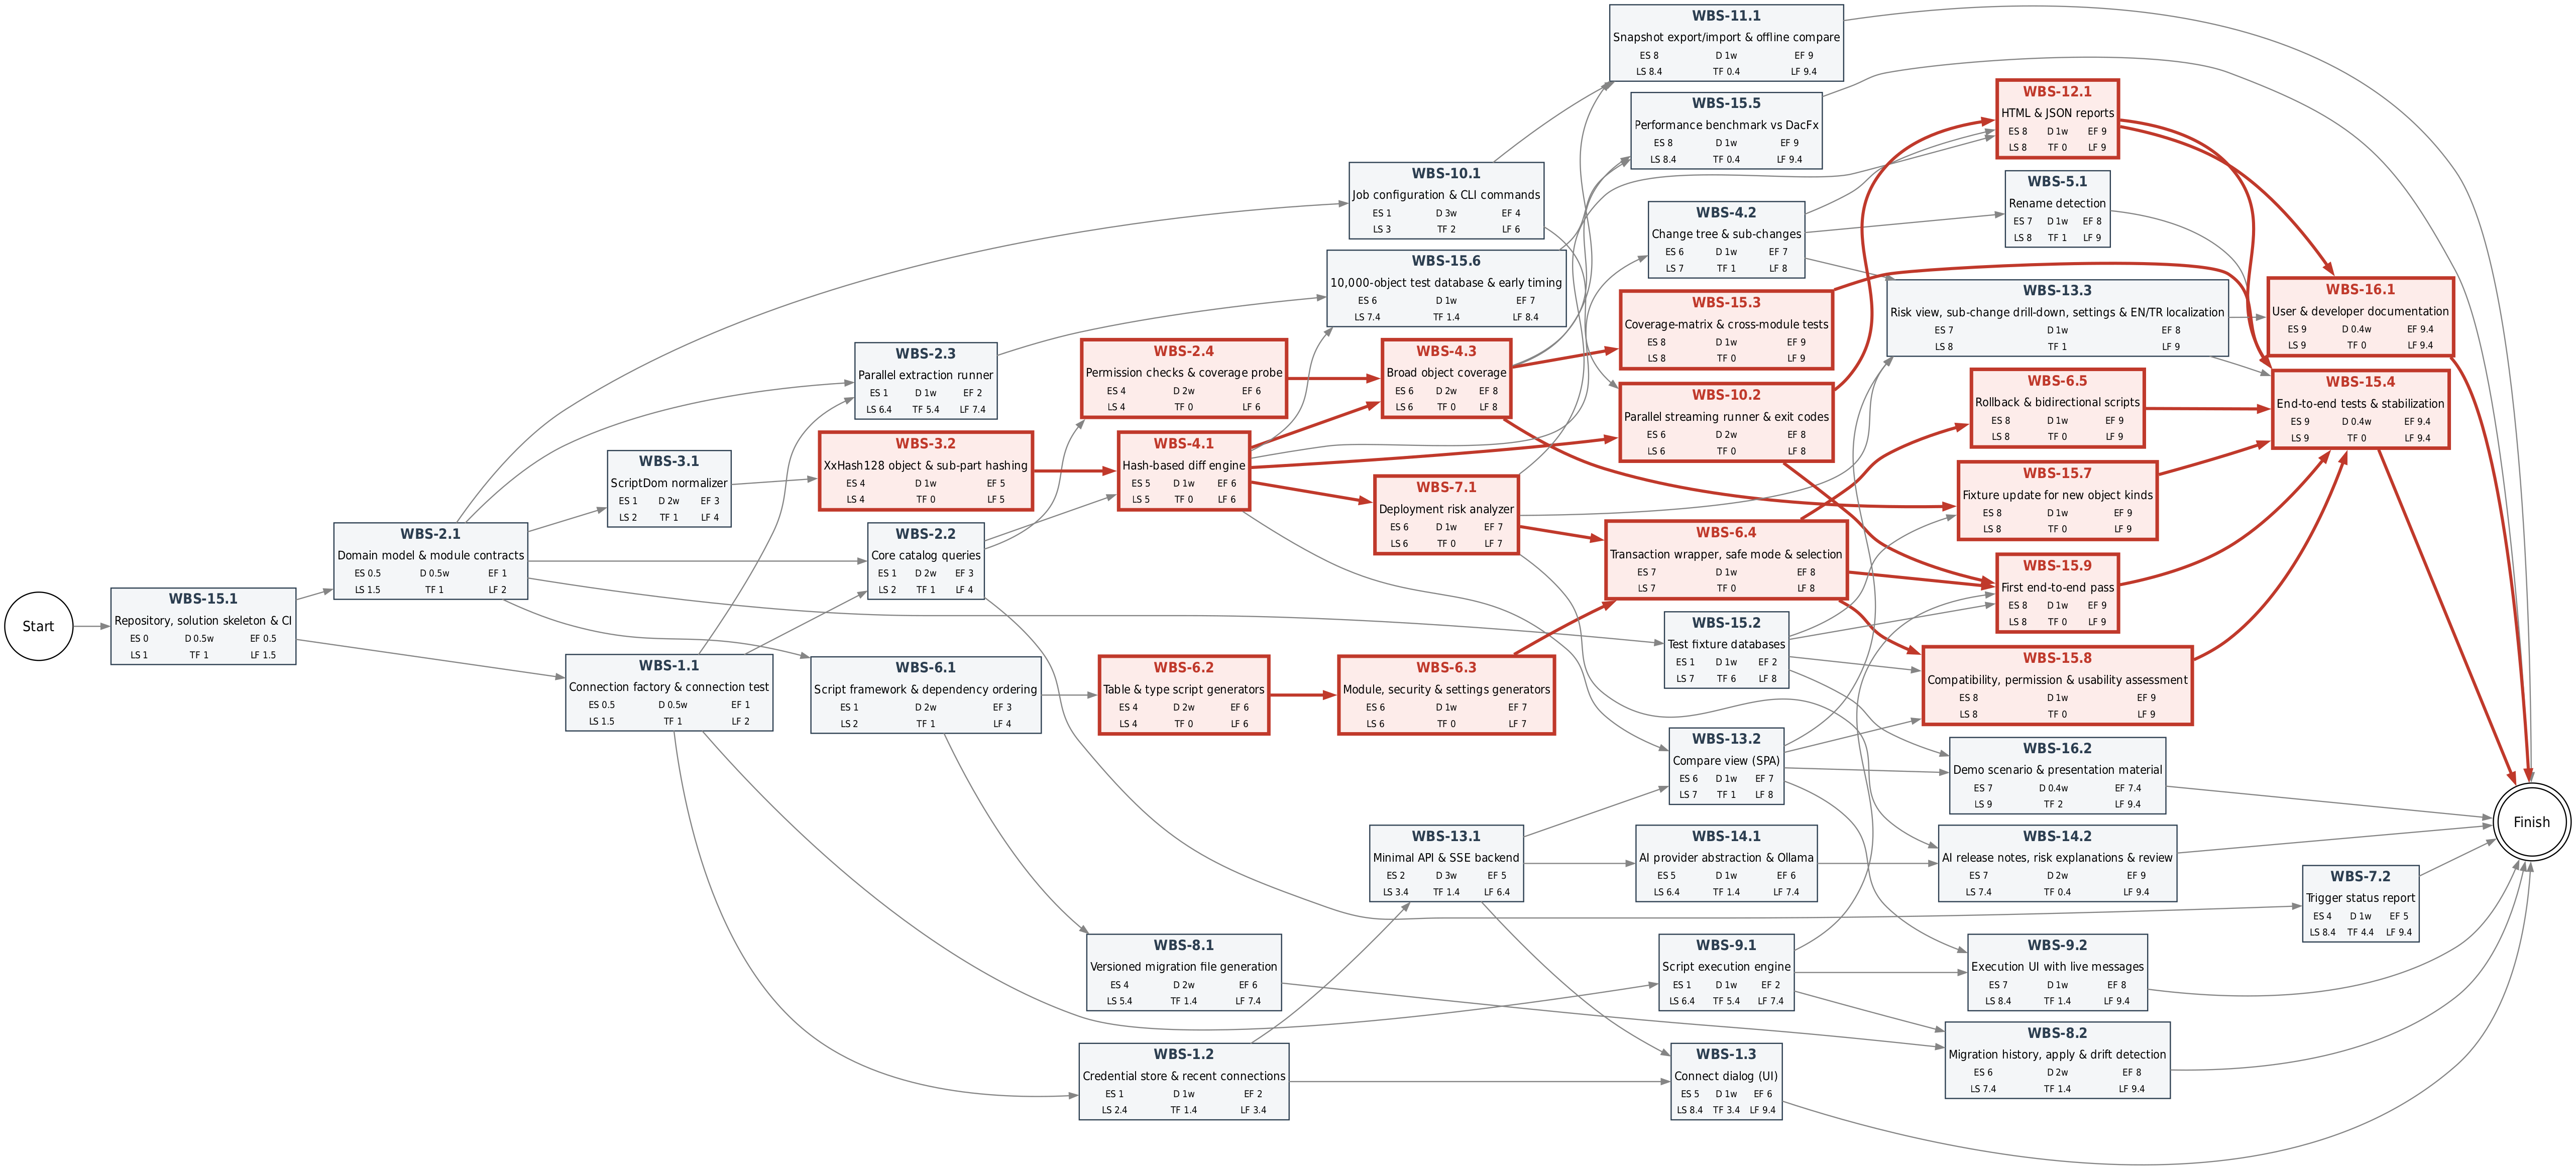 Start
WBS-15.1
Repository, solution skeleton & CI
ES 0 D 0.5w EF 0.5
LS 1 TF 1 LF 1.5
WBS-2.1
Domain model & module contracts
ES 0.5 D 0.5w EF 1
LS 1.5 TF 1 LF 2
WBS-1.1
Connection factory & connection test
ES 0.5 D 0.5w EF 1
LS 1.5 TF 1 LF 2
WBS-3.1
ScriptDom normalizer
ES 1 D 2w EF 3
LS 2 TF 1 LF 4
WBS-2.3
Parallel extraction runner
ES 1 D 1w EF 2
LS 6.4 TF 5.4 LF 7.4
WBS-3.2
XxHash128 object & sub-part hashing
ES 4 D 1w EF 5
LS 4 TF 0 LF 5
WBS-2.2
Core catalog queries
ES 1 D 2w EF 3
LS 2 TF 1 LF 4
WBS-6.1
Script framework & dependency ordering
ES 1 D 2w EF 3
LS 2 TF 1 LF 4
WBS-2.4
Permission checks & coverage probe
ES 4 D 2w EF 6
LS 4 TF 0 LF 6
WBS-4.1
Hash-based diff engine
ES 5 D 1w EF 6
LS 5 TF 0 LF 6
WBS-6.2
Table & type script generators
ES 4 D 2w EF 6
LS 4 TF 0 LF 6
WBS-8.1
Versioned migration file generation
ES 4 D 2w EF 6
LS 5.4 TF 1.4 LF 7.4
WBS-1.2
Credential store & recent connections
ES 1 D 1w EF 2
LS 2.4 TF 1.4 LF 3.4
WBS-10.1
Job configuration & CLI commands
ES 1 D 3w EF 4
LS 3 TF 2 LF 6
WBS-15.6
10,000-object test database & early timing
ES 6 D 1w EF 7
LS 7.4 TF 1.4 LF 8.4
WBS-4.3
Broad object coverage
ES 6 D 2w EF 8
LS 6 TF 0 LF 8
WBS-7.1
Deployment risk analyzer
ES 6 D 1w EF 7
LS 6 TF 0 LF 7
WBS-6.3
Module, security & settings generators
ES 6 D 1w EF 7
LS 6 TF 0 LF 7
WBS-13.1
Minimal API & SSE backend
ES 2 D 3w EF 5
LS 3.4 TF 1.4 LF 6.4
WBS-11.1
Snapshot export/import & offline compare
ES 8 D 1w EF 9
LS 8.4 TF 0.4 LF 9.4
WBS-15.5
Performance benchmark vs DacFx
ES 8 D 1w EF 9
LS 8.4 TF 0.4 LF 9.4
WBS-4.2
Change tree & sub-changes
ES 6 D 1w EF 7
LS 7 TF 1 LF 8
WBS-15.3
Coverage-matrix & cross-module tests
ES 8 D 1w EF 9
LS 8 TF 0 LF 9
WBS-10.2
Parallel streaming runner & exit codes
ES 6 D 2w EF 8
LS 6 TF 0 LF 8
WBS-6.4
Transaction wrapper, safe mode & selection
ES 7 D 1w EF 8
LS 7 TF 0 LF 8
WBS-15.2
Test fixture databases
ES 1 D 1w EF 2
LS 7 TF 6 LF 8
WBS-13.2
Compare view (SPA)
ES 6 D 1w EF 7
LS 7 TF 1 LF 8
WBS-14.1
AI provider abstraction & Ollama
ES 5 D 1w EF 6
LS 6.4 TF 1.4 LF 7.4
WBS-9.1
Script execution engine
ES 1 D 1w EF 2
LS 6.4 TF 5.4 LF 7.4
WBS-1.3
Connect dialog (UI)
ES 5 D 1w EF 6
LS 8.4 TF 3.4 LF 9.4
WBS-12.1
HTML & JSON reports
ES 8 D 1w EF 9
LS 8 TF 0 LF 9
WBS-5.1
Rename detection
ES 7 D 1w EF 8
LS 8 TF 1 LF 9
WBS-13.3
Risk view, sub-change drill-down, settings & EN/TR localization
ES 7 D 1w EF 8
LS 8 TF 1 LF 9
WBS-6.5
Rollback & bidirectional scripts
ES 8 D 1w EF 9
LS 8 TF 0 LF 9
WBS-15.7
Fixture update for new object kinds
ES 8 D 1w EF 9
LS 8 TF 0 LF 9
WBS-15.9
First end-to-end pass
ES 8 D 1w EF 9
LS 8 TF 0 LF 9
WBS-15.8
Compatibility, permission & usability assessment
ES 8 D 1w EF 9
LS 8 TF 0 LF 9
WBS-16.2
Demo scenario & presentation material
ES 7 D 0.4w EF 7.4
LS 9 TF 2 LF 9.4
WBS-14.2
AI release notes, risk explanations & review
ES 7 D 2w EF 9
LS 7.4 TF 0.4 LF 9.4
WBS-9.2
Execution UI with live messages
ES 7 D 1w EF 8
LS 8.4 TF 1.4 LF 9.4
WBS-8.2
Migration history, apply & drift detection
ES 6 D 2w EF 8
LS 7.4 TF 1.4 LF 9.4
WBS-16.1
User & developer documentation
ES 9 D 0.4w EF 9.4
LS 9 TF 0 LF 9.4
WBS-15.4
End-to-end tests & stabilization
ES 9 D 0.4w EF 9.4
LS 9 TF 0 LF 9.4
WBS-7.2
Trigger status report
ES 4 D 1w EF 5
LS 8.4 TF 4.4 LF 9.4
Finish